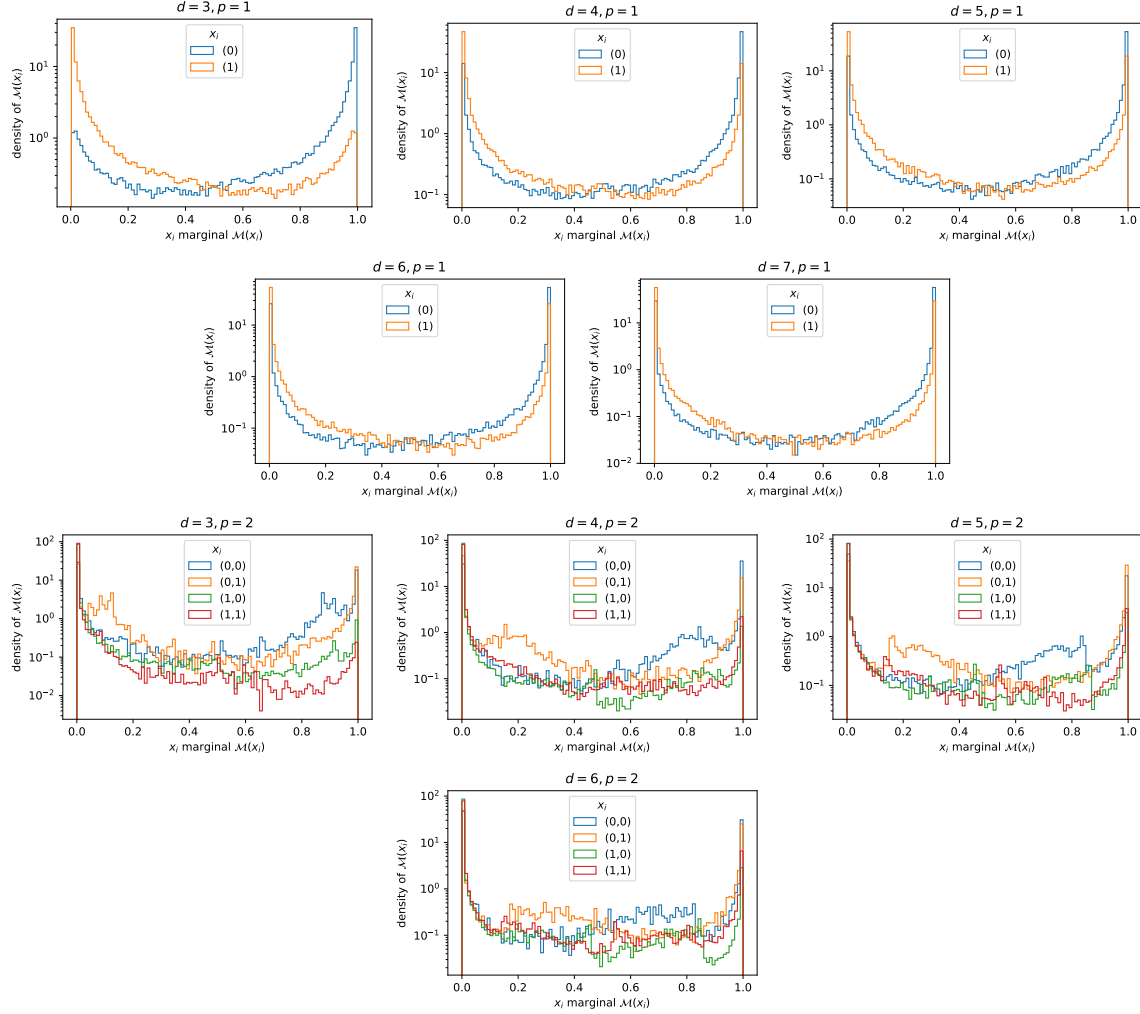 d = 3, p = 1
density of ℳ(x_i)
10^1
10^0
x_i
(0)
(1)
0.0 0.2 0.4 0.6 0.8 1.0
x_i marginal ℳ(x_i)
d = 4, p = 1
density of ℳ(x_i)
10^1
10^0
10^−1
x_i
(0)
(1)
0.0 0.2 0.4 0.6 0.8 1.0
x_i marginal ℳ(x_i)
d = 5, p = 1
density of ℳ(x_i)
10^1
10^0
10^−1
x_i
(0)
(1)
0.0 0.2 0.4 0.6 0.8 1.0
x_i marginal ℳ(x_i)
d = 6, p = 1
density of ℳ(x_i)
10^1
10^0
10^−1
x_i
(0)
(1)
0.0 0.2 0.4 0.6 0.8 1.0
x_i marginal ℳ(x_i)
d = 7, p = 1
density of ℳ(x_i)
10^1
10^0
10^−1
10^−2
x_i
(0)
(1)
0.0 0.2 0.4 0.6 0.8 1.0
x_i marginal ℳ(x_i)
d = 3, p = 2
density of ℳ(x_i)
10^2
10^1
10^0
10^−1
10^−2
x_i
(0,0)
(0,1)
(1,0)
(1,1)
0.0 0.2 0.4 0.6 0.8 1.0
x_i marginal ℳ(x_i)
d = 4, p = 2
density of ℳ(x_i)
10^2
10^1
10^0
10^−1
x_i
(0,0)
(0,1)
(1,0)
(1,1)
0.0 0.2 0.4 0.6 0.8 1.0
x_i marginal ℳ(x_i)
d = 5, p = 2
density of ℳ(x_i)
10^2
10^1
10^0
10^−1
x_i
(0,0)
(0,1)
(1,0)
(1,1)
0.0 0.2 0.4 0.6 0.8 1.0
x_i marginal ℳ(x_i)
d = 6, p = 2
density of ℳ(x_i)
10^2
10^1
10^0
10^−1
x_i
(0,0)
(0,1)
(1,0)
(1,1)
0.0 0.2 0.4 0.6 0.8 1.0
x_i marginal ℳ(x_i)